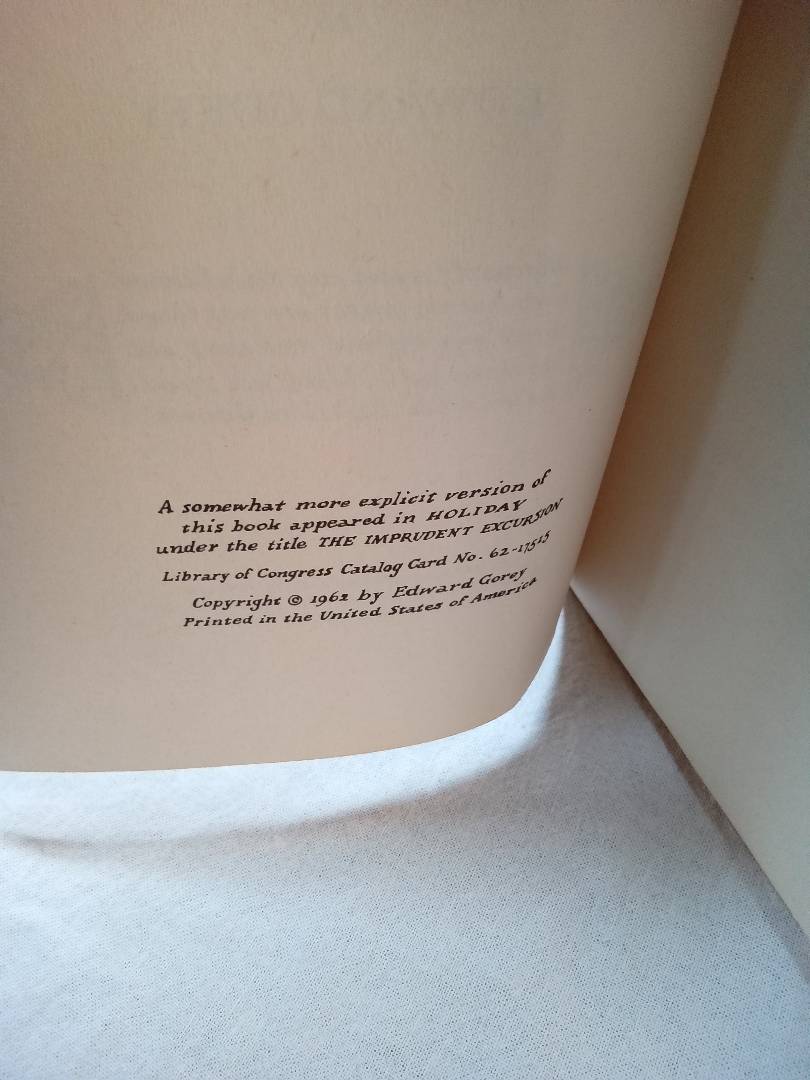 A somewhat more explicit version of
this book appeared in HOLIDAY
under the title THE IMPRUDENT EXCURSION
Library of Congress Catalog Card No. 62-17515
Copyright © 1962 by Edward Gorey
Printed in the United States of America